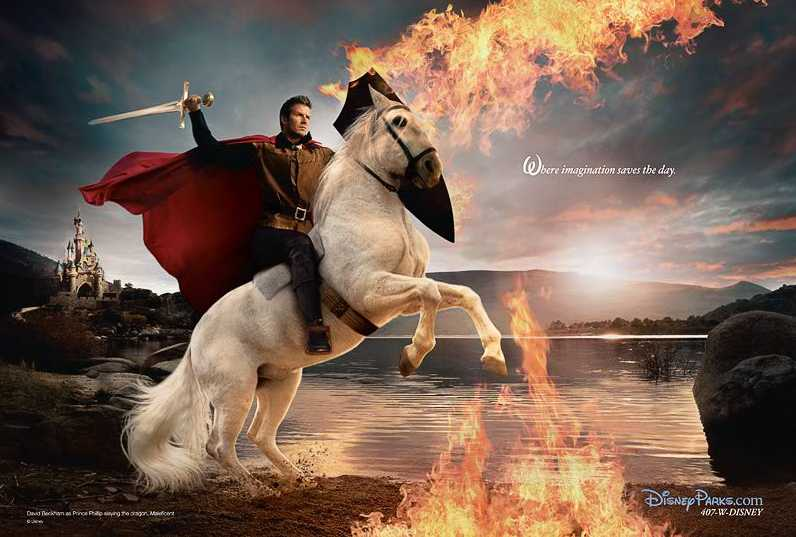 Where imagination saves the day.
DisneyParks.com
407-W-DISNEY
David Beckham as Prince Phillip slaying the dragon, Maleficent
© Disney